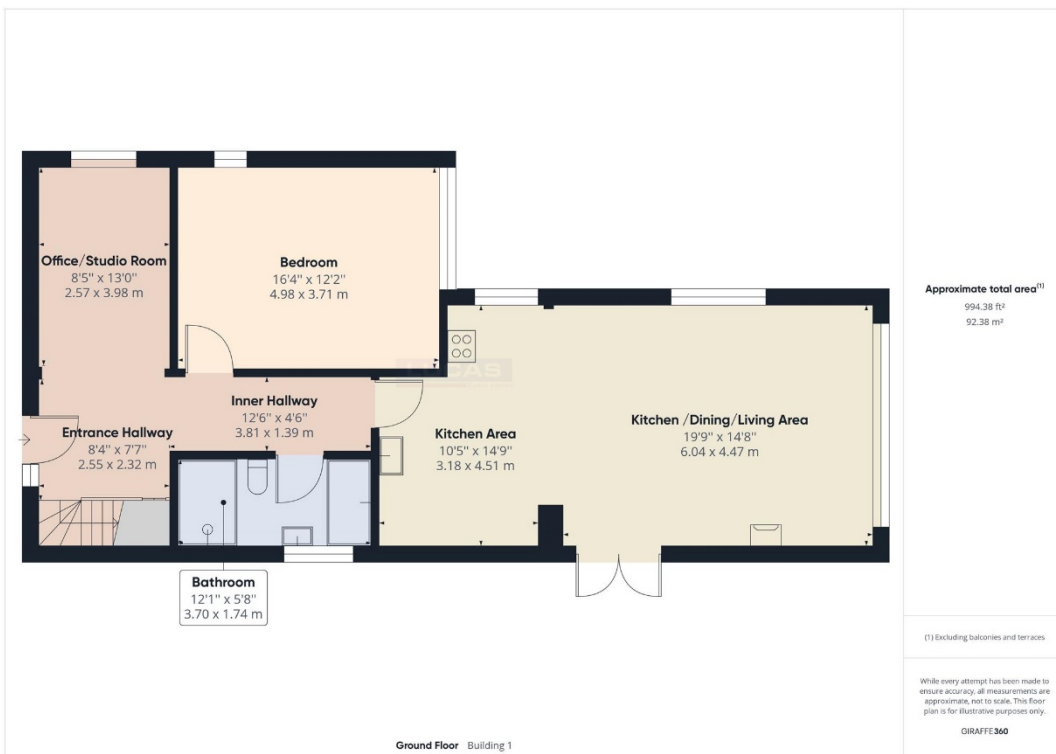 Office/Studio Room
8'5" x 13'0"
2.57 x 3.98 m
Bedroom
16'4" x 12'2"
4.98 x 3.71 m
LUCAS
Inner Hallway
12'6" x 4'6"
3.81 x 1.39 m
Entrance Hallway
8'4" x 7'7"
2.55 x 2.32 m
Kitchen Area
10'5" x 14'9"
3.18 x 4.51 m
Kitchen /Dining/Living Area
19'9" x 14'8"
6.04 x 4.47 m
Bathroom
12'1" x 5'8"
3.70 x 1.74 m
Ground Floor Building 1
Approximate total area(1)
994.38 ft²
92.38 m²
(1) Excluding balconies and terraces
While every attempt has been made to
ensure accuracy, all measurements are
approximate, not to scale. This floor
plan is for illustrative purposes only.
GIRAFFE360